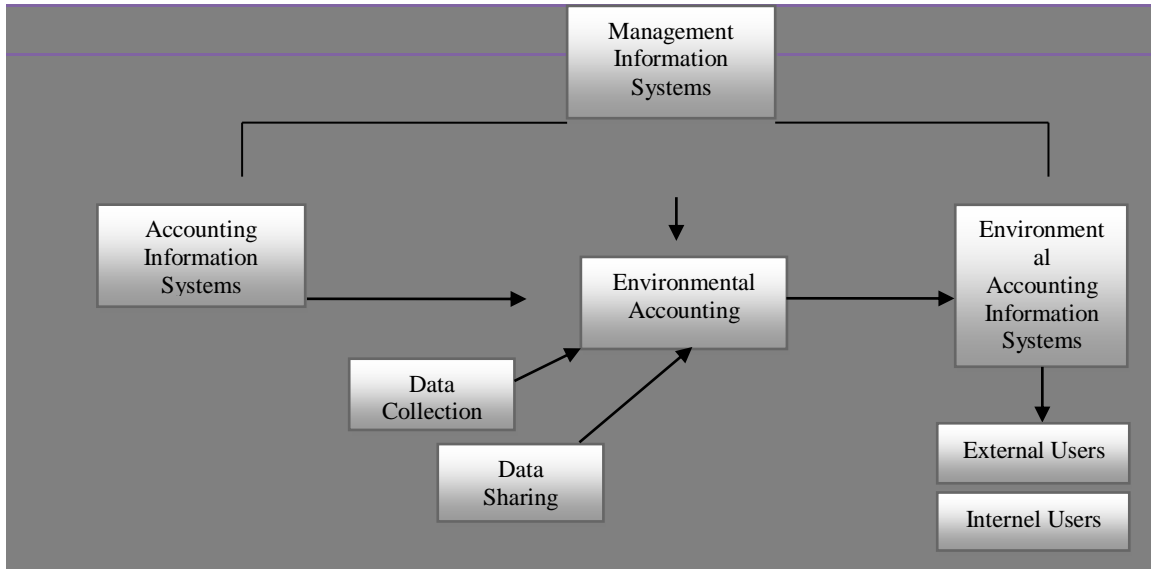 Management
Information
Systems
Accounting
Information
Systems
Environmental
Accounting
Environment
al
Accounting
Information
Systems
Data
Collection
Data
Sharing
External Users
Internel Users